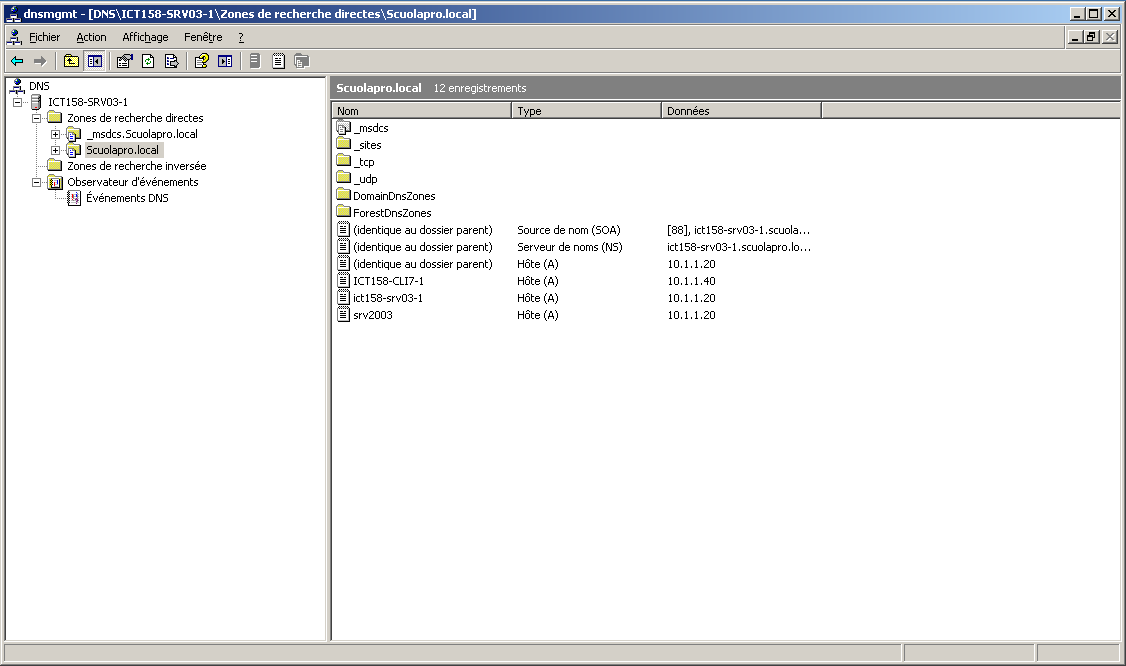 dnsmgmt - [DNS\ICT158-SRV03-1\Zones de recherche directes\Scuolapro.local]
Fichier Action Affichage Fenêtre ?
DNS
ICT158-SRV03-1
Zones de recherche directes
_msdcs.Scuolapro.local
Scuolapro.local
Zones de recherche inversée
Observateur d'événements
Événements DNS
Scuolapro.local 12 enregistrements
Nom Type Données
_msdcs
_sites
_tcp
_udp
DomainDnsZones
ForestDnsZones
(identique au dossier parent) Source de nom (SOA) [88], ict158-srv03-1.scuola...
(identique au dossier parent) Serveur de noms (NS) ict158-srv03-1.scuolapro.lo...
(identique au dossier parent) Hôte (A) 10.1.1.20
ICT158-CLI7-1 Hôte (A) 10.1.1.40
ict158-srv03-1 Hôte (A) 10.1.1.20
srv2003 Hôte (A) 10.1.1.20